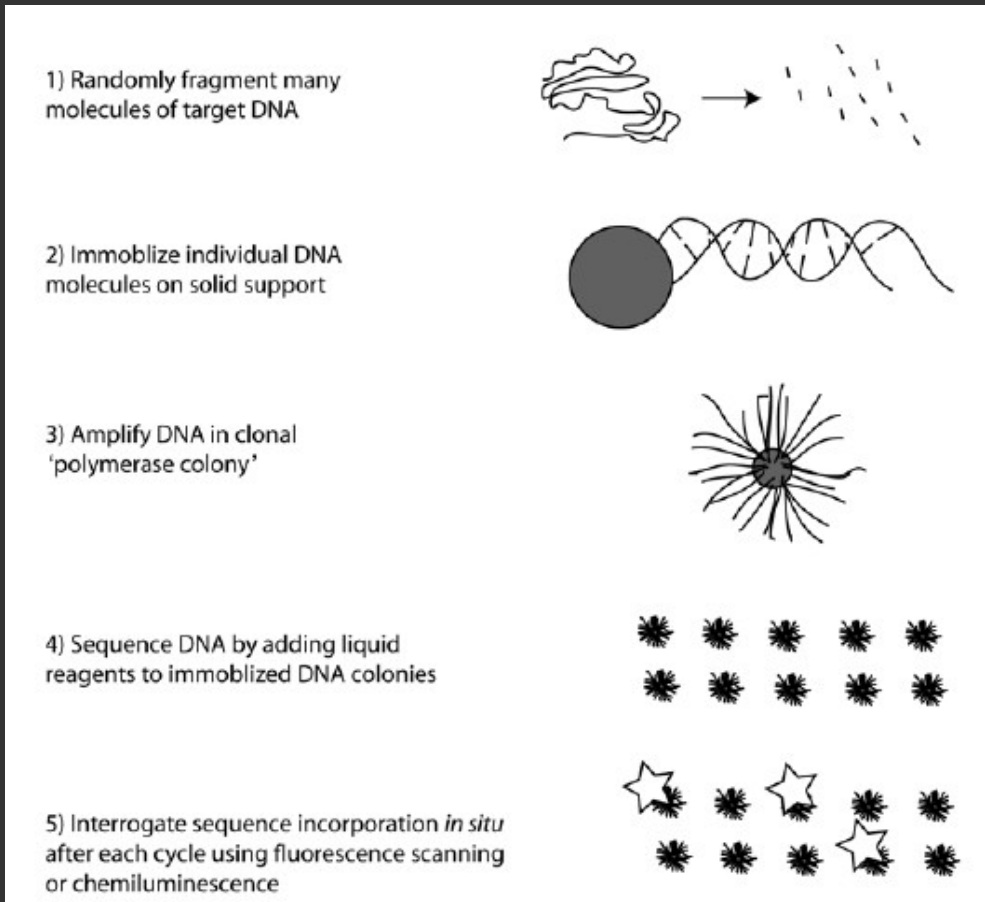 1) Randomly fragment many
molecules of target DNA
2) Immoblize individual DNA
molecules on solid support
3) Amplify DNA in clonal
'polymerase colony'
4) Sequence DNA by adding liquid
reagents to immoblized DNA colonies
5) Interrogate sequence incorporation in situ
after each cycle using fluorescence scanning
or chemiluminescence